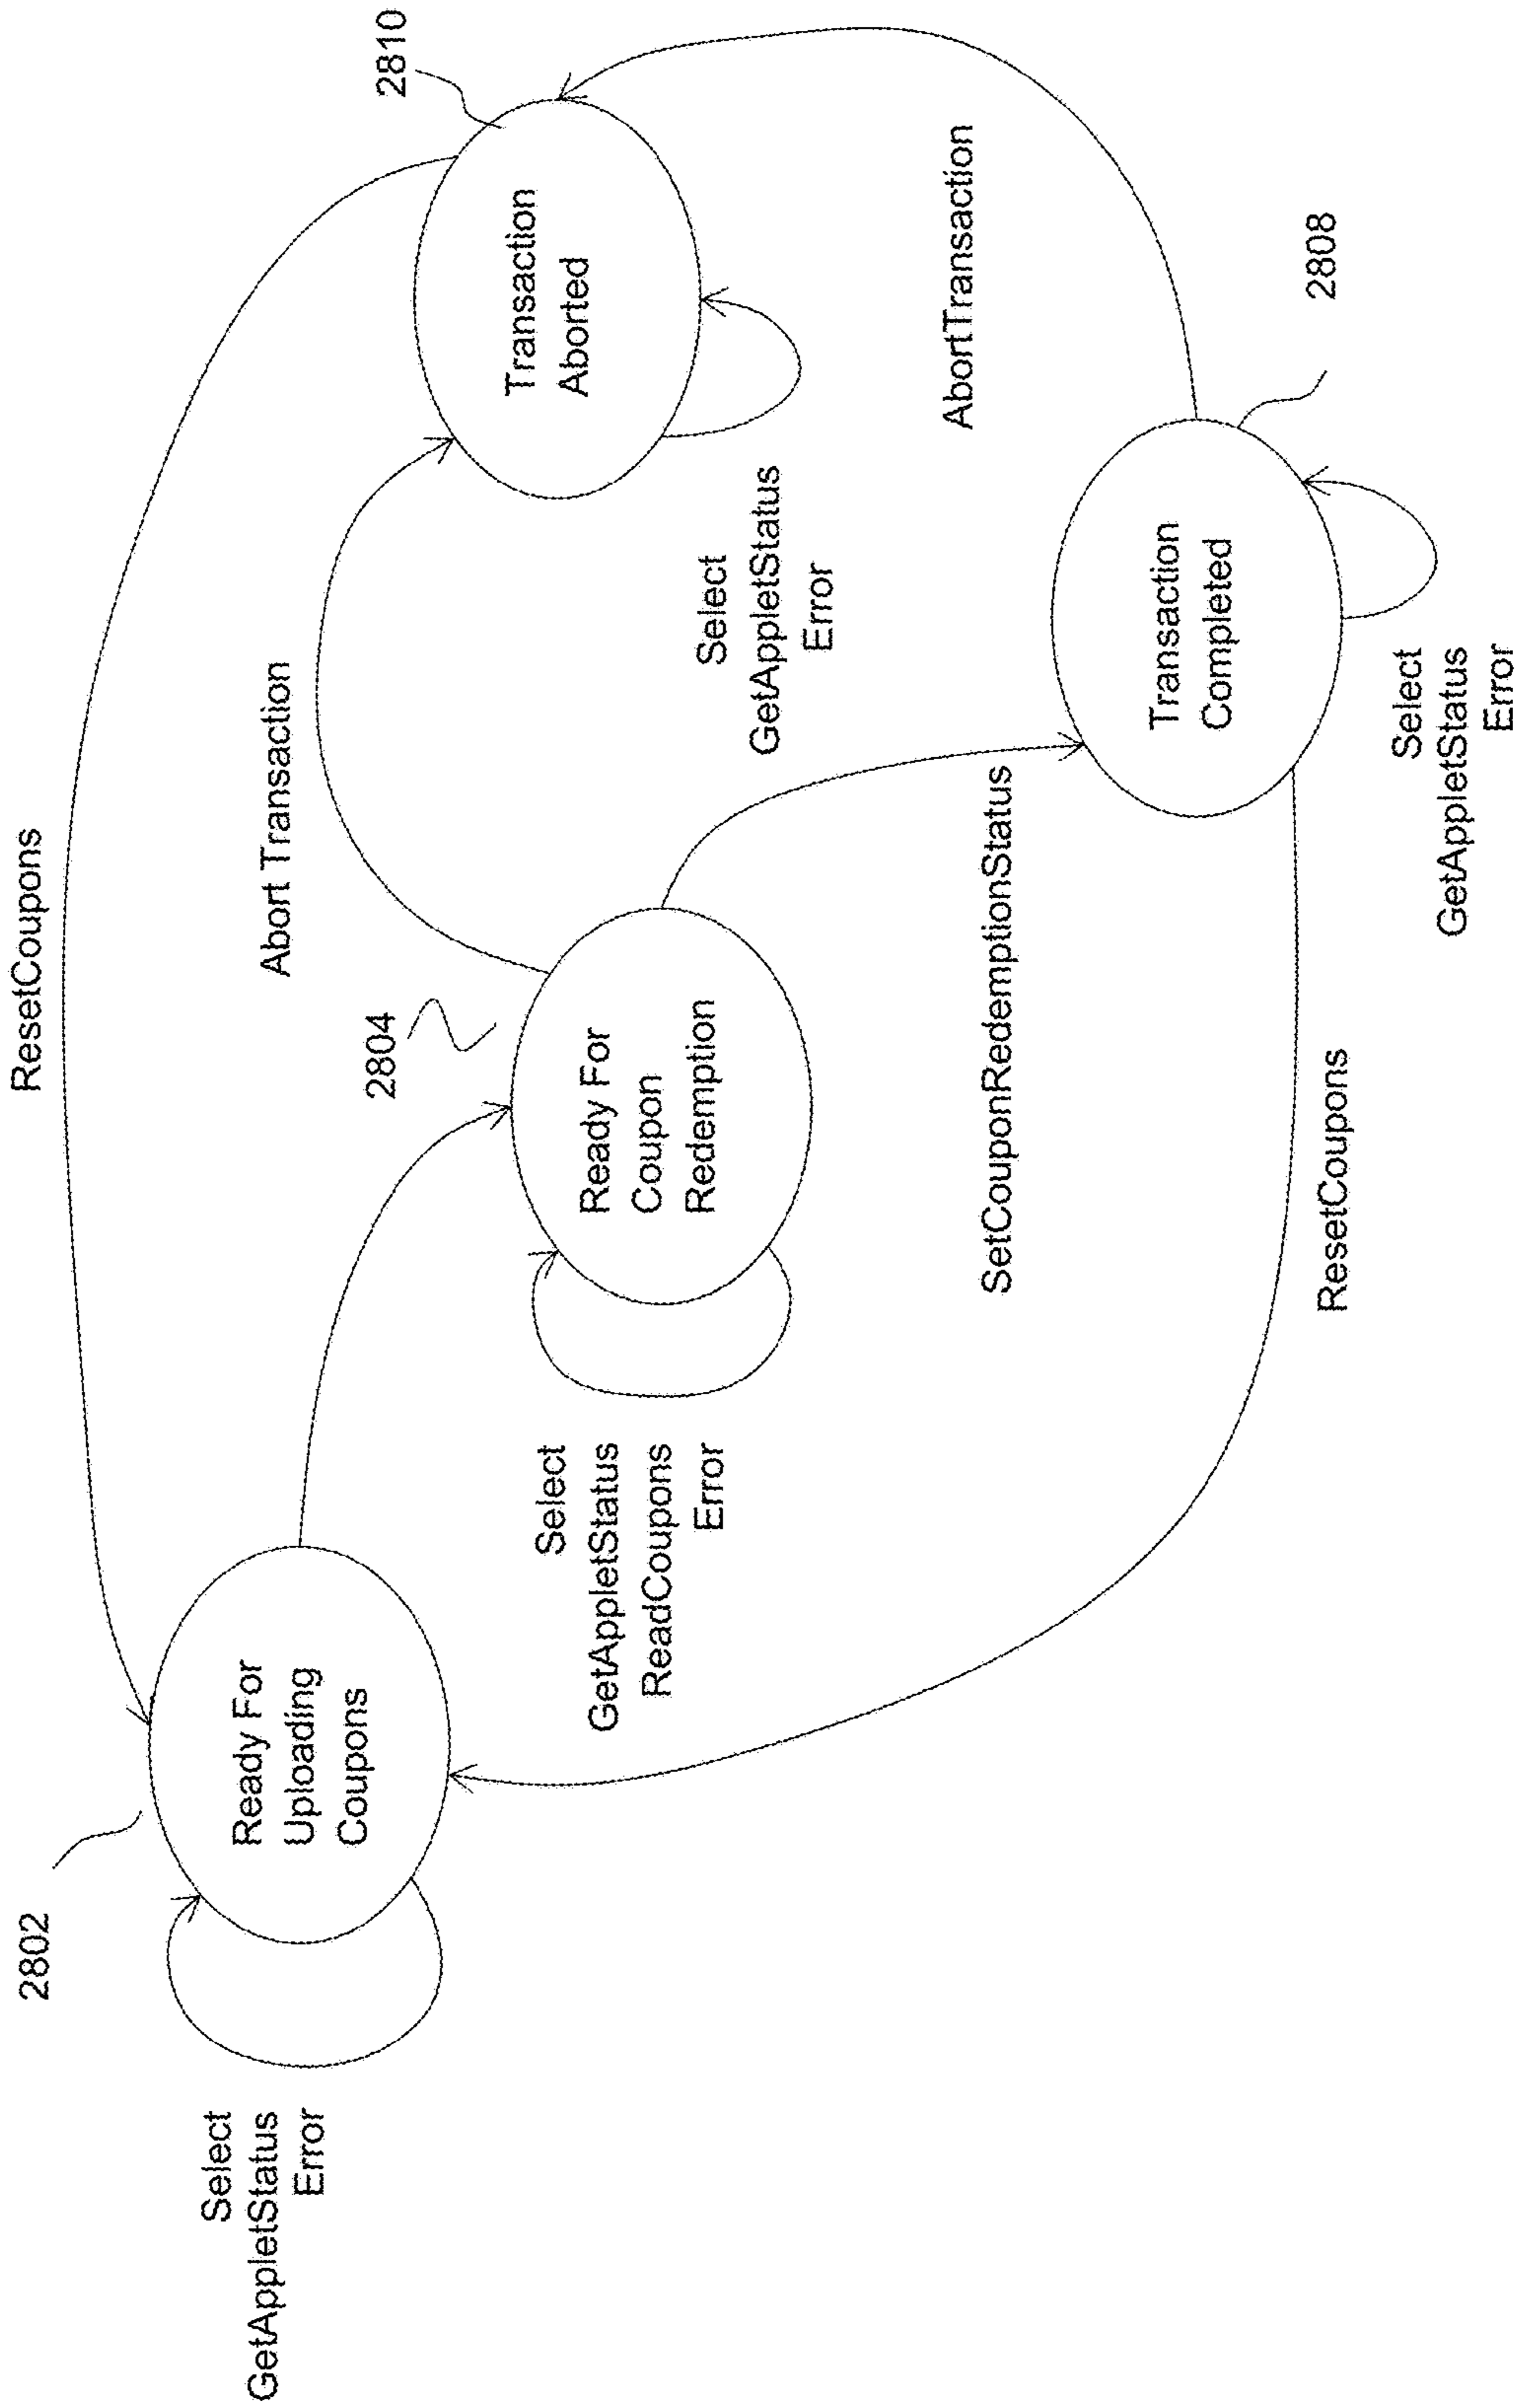 ResetCoupons
2802
Abort Transaction
2804
2810
Ready For
Uploading
Coupons
Select
GetAppletStatus
Error
Transaction
Aborted
Ready For
Coupon
Redemption
Select
GetAppletStatus
ReadCoupons
Error
Select
GetAppletStatus
Error
AbortTransaction
SetCouponRedemptionStatus
Transaction
Completed
2808
ResetCoupons
Select
GetAppletStatus
Error